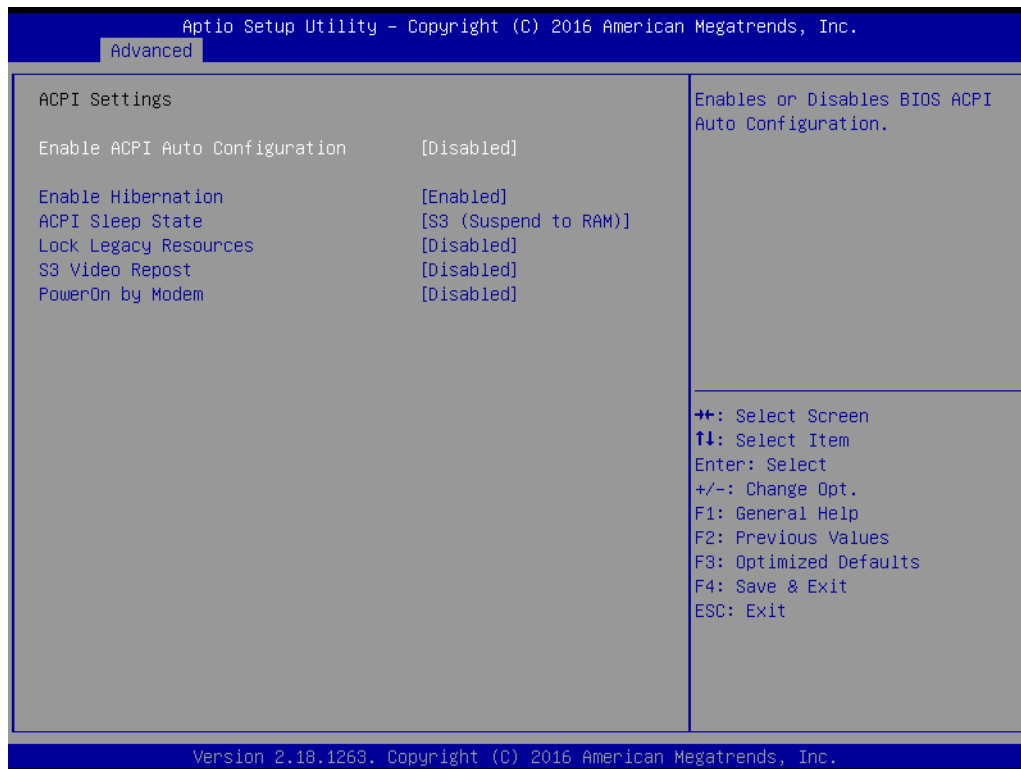 Aptio Setup Utility – Copyright (C) 2016 American Megatrends, Inc.
Advanced
ACPI Settings
Enable ACPI Auto Configuration [Disabled]
Enable Hibernation [Enabled]
ACPI Sleep State [S3 (Suspend to RAM)]
Lock Legacy Resources [Disabled]
S3 Video Repost [Disabled]
PowerOn by Modem [Disabled]
Enables or Disables BIOS ACPI
Auto Configuration.
→←: Select Screen
↑↓: Select Item
Enter: Select
+/-: Change Opt.
F1: General Help
F2: Previous Values
F3: Optimized Defaults
F4: Save & Exit
ESC: Exit
Version 2.18.1263. Copyright (C) 2016 American Megatrends, Inc.